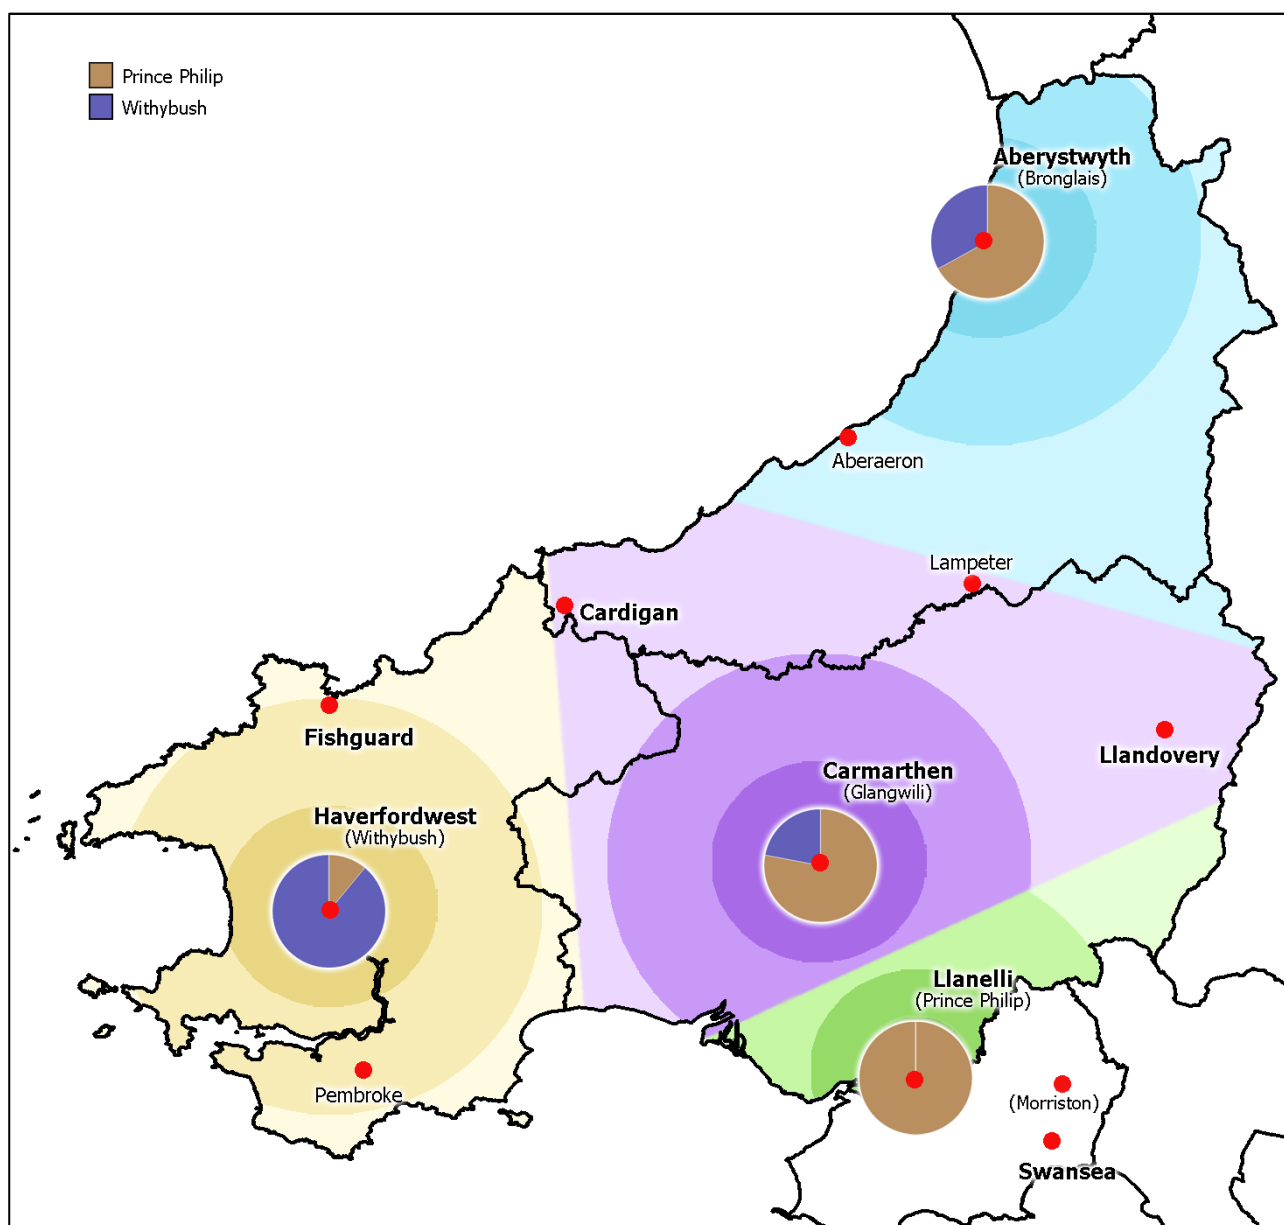 Prince Philip
Withybush
Aberystwyth
(Bronglais)
Aberaeron
Lampeter
Cardigan
Fishguard
Llandovery
Carmarthen
(Glangwili)
Haverfordwest
(Withybush)
Llanelli
(Prince Philip)
Pembroke
(Morriston)
Swansea